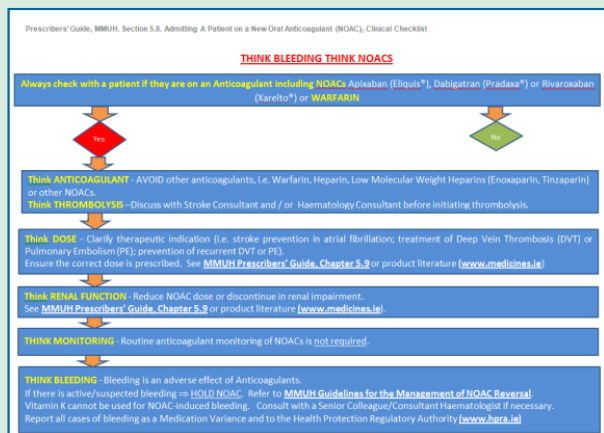 Prescribers' Guide, MMUH. Section 5.8. Admitting A Patient on a New Oral Anticoagulant (NOAC), Clinical Checklist
THINK BLEEDING THINK NOACS
Always check with a patient if they are on an Anticoagulant including NOACs Apixaban (Eliquis®), Dabigatran (Pradaxa®) or Rivaroxaban
(Xarelto®) or WARFARIN
Yes
No
Think ANTICOAGULANT - AVOID other anticoagulants, i.e. Warfarin, Heparin, Low Molecular Weight Heparins (Enoxaparin, Tinzaparin)
or other NOACs.
Think THROMBOLYSIS –Discuss with Stroke Consultant and / or Haematology Consultant before initiating thrombolysis.
Think DOSE - Clarify therapeutic indication (i.e. stroke prevention in atrial fibrillation; treatment of Deep Vein Thrombosis (DVT) or
Pulmonary Embolism (PE); prevention of recurrent DVT or PE).
Ensure the correct dose is prescribed. See MMUH Prescribers' Guide, Chapter 5.9 or product literature (www.medicines.ie)
Think RENAL FUNCTION - Reduce NOAC dose or discontinue in renal impairment.
See MMUH Prescribers' Guide, Chapter 5.9 or product literature (www.medicines.ie).
THINK MONITORING - Routine anticoagulant monitoring of NOACs is not required.
THINK BLEEDING - Bleeding is an adverse effect of Anticoagulants.
If there is active/suspected bleeding ⇒ HOLD NOAC. Refer to MMUH Guidelines for the Management of NOAC Reversal.
Vitamin K cannot be used for NOAC-induced bleeding. Consult with a Senior Colleague/Consultant Haematologist if necessary.
Report all cases of bleeding as a Medication Variance and to the Health Protection Regulatory Authority (www.hpra.ie)